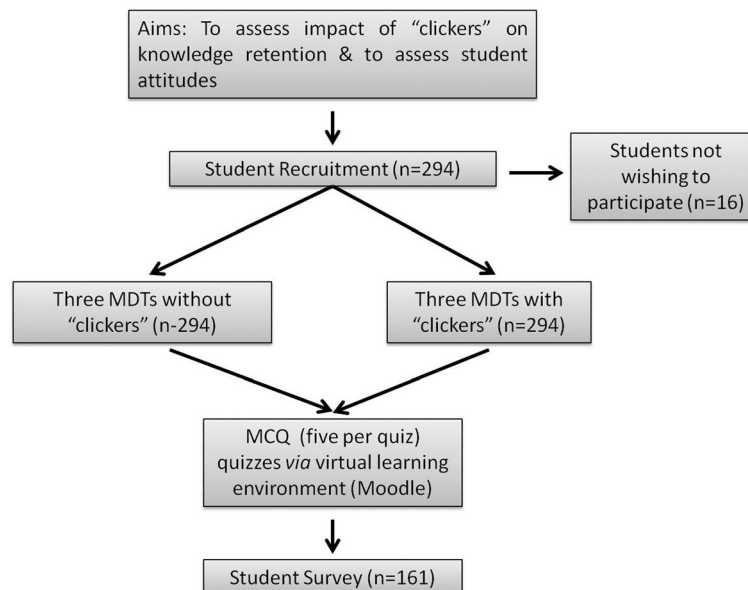 Aims: To assess impact of “clickers” on
knowledge retention & to assess student
attitudes
Student Recruitment (n=294)
Students not
wishing to
participate (n=16)
Three MDTs without
“clickers” (n-294)
Three MDTs with
“clickers” (n=294)
MCQ (five per quiz)
quizzes via virtual learning
environment (Moodle)
Student Survey (n=161)